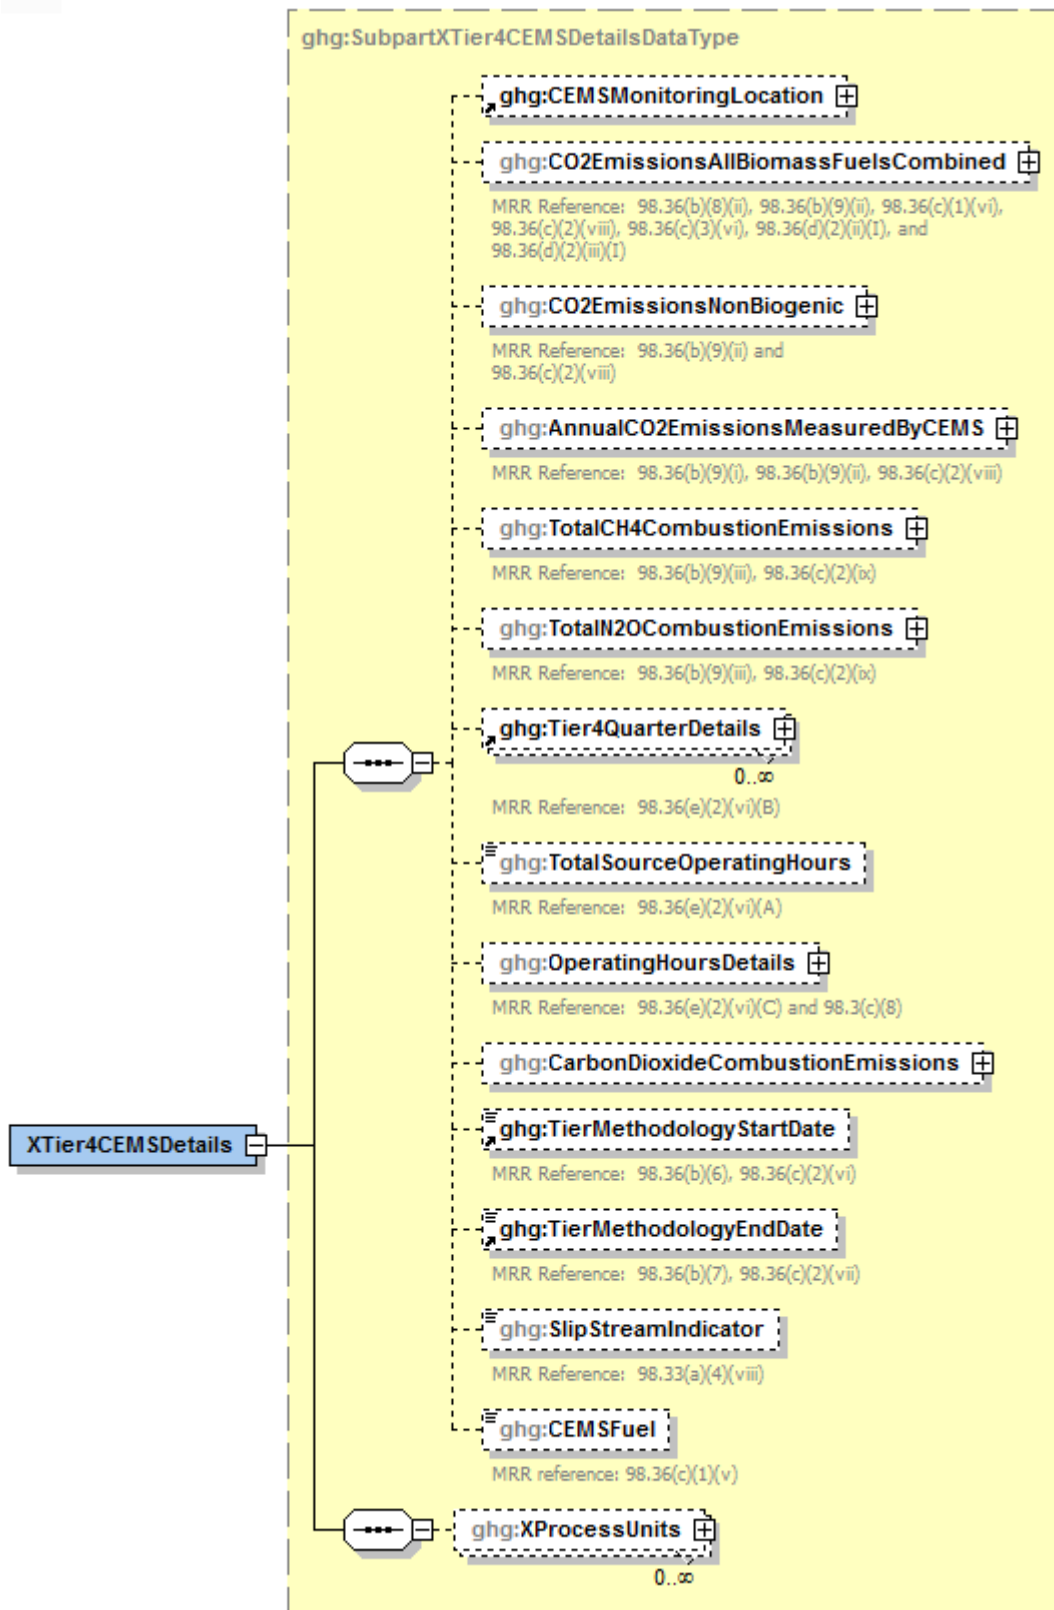 ghg:SubpartXTier4CEMSDetailsDataType
ghg:CEMSMonitoringLocation
ghg:CO2EmissionsAllBiomassFuelsCombined
MRR Reference: 98.36(b)(8)(ii), 98.36(b)(9)(ii), 98.36(c)(1)(vi),
98.36(c)(2)(viii), 98.36(c)(3)(vi), 98.36(d)(2)(ii)(I), and
98.36(d)(2)(iii)(I)
ghg:CO2EmissionsNonBiogenic
MRR Reference: 98.36(b)(9)(ii) and
98.36(c)(2)(viii)
ghg:AnnualCO2EmissionsMeasuredByCEMS
MRR Reference: 98.36(b)(9)(i), 98.36(b)(9)(ii), 98.36(c)(2)(viii)
ghg:TotalCH4CombustionEmissions
MRR Reference: 98.36(b)(9)(iii), 98.36(c)(2)(ix)
ghg:TotalN2OCombustionEmissions
MRR Reference: 98.36(b)(9)(iii), 98.36(c)(2)(ix)
ghg:Tier4QuarterDetails
0..∞
MRR Reference: 98.36(e)(2)(vi)(B)
ghg:TotalSourceOperatingHours
MRR Reference: 98.36(e)(2)(vi)(A)
ghg:OperatingHoursDetails
MRR Reference: 98.36(e)(2)(vi)(C) and 98.3(c)(8)
ghg:CarbonDioxideCombustionEmissions
XTier4CEMSDetails
ghg:TierMethodologyStartDate
MRR Reference: 98.36(b)(6), 98.36(c)(2)(vi)
ghg:TierMethodologyEndDate
MRR Reference: 98.36(b)(7), 98.36(c)(2)(vii)
ghg:SlipStreamIndicator
MRR Reference: 98.33(a)(4)(viii)
ghg:CEMSFuel
MRR reference: 98.36(c)(1)(v)
ghg:XProcessUnits
0..∞